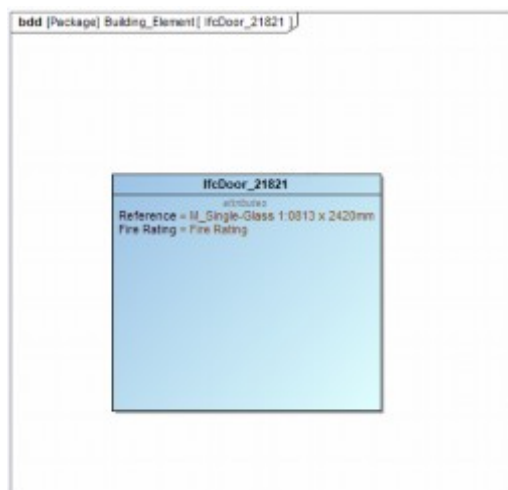 bdd [Package] Building_Element [ IfcDoor_21821 ]
IfcDoor_21821
attributes
Reference = M_Single-Glass 1:0813 x 2420mm
Fire Rating = Fire Rating